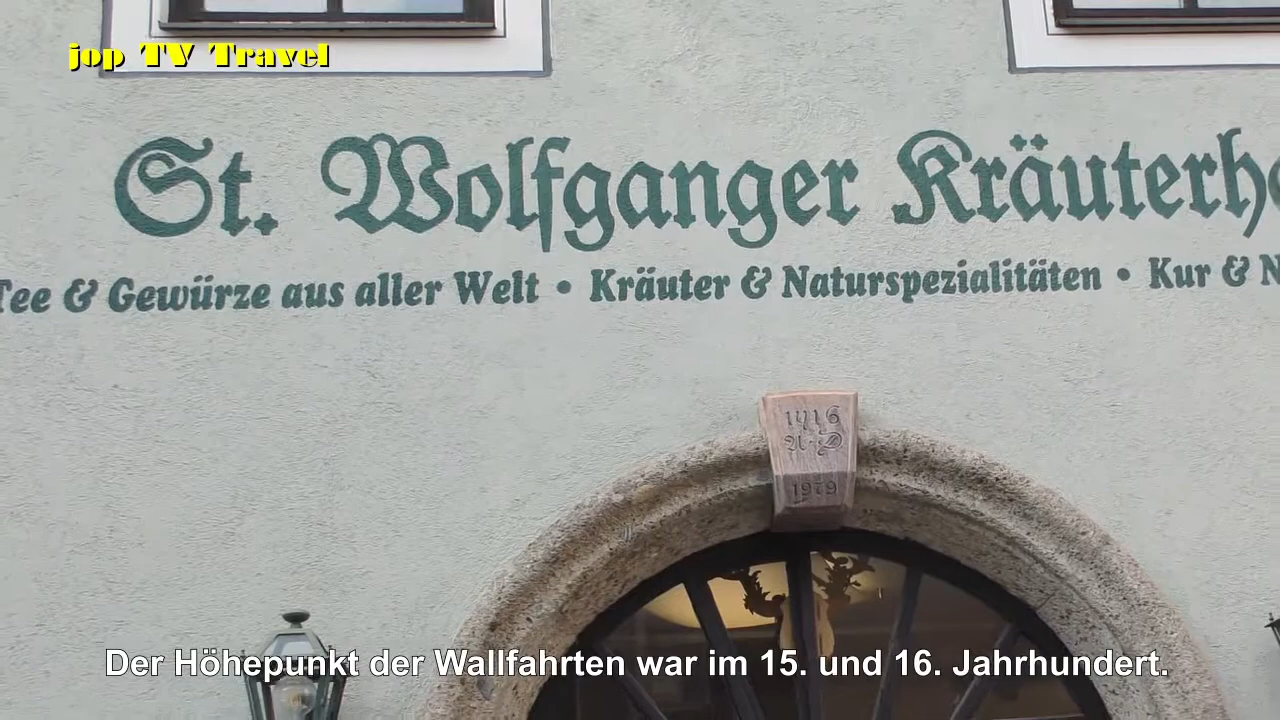 jop TV Travel
St. Wolfganger Kräuterh
Tee & Gewürze aus aller Welt • Kräuter & Naturspezialitäten • Kur & N
1716
1979
Der Höhepunkt der Wallfahrten war im 15. und 16. Jahrhundert.